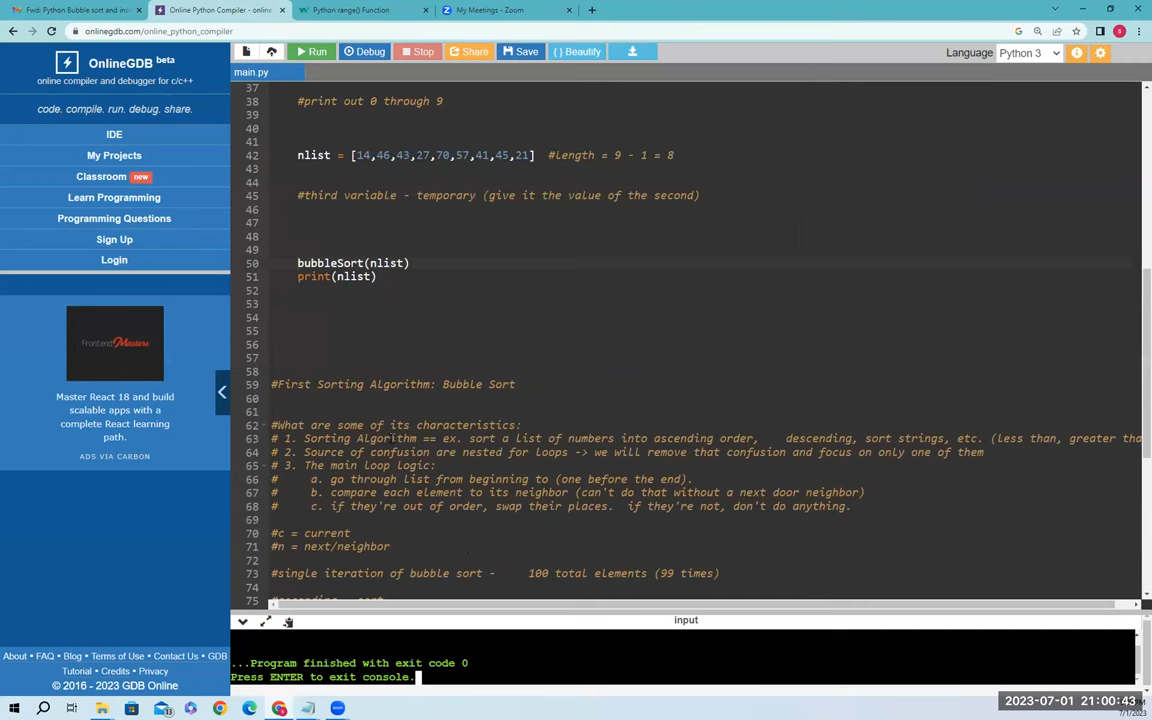 Fwd: Python Bubble sort and ins
Online Python Compiler - online
Python range() Function
My Meetings - Zoom
onlinegdb.com/online_python_compiler
OnlineGDB beta
online compiler and debugger for c/c++
code. compile. run. debug. share.
IDE
My Projects
Classroom new
Learn Programming
Programming Questions
Sign Up
Login
Frontend Masters
Master React 18 and build
scalable apps with a
complete React learning
path.
ADS VIA CARBON
About • FAQ • Blog • Terms of Use • Contact Us • GDB
Tutorial • Credits • Privacy
© 2016 - 2023 GDB Online
Run Debug Stop Share Save { } Beautify
Language Python 3
main.py
37
38 #print out 0 through 9
39
40
41
42 nlist = [14,46,43,27,70,57,41,45,21] #length = 9 - 1 = 8
43
44
45 #third variable - temporary (give it the value of the second)
46
47
48
49
50 bubbleSort(nlist)
51 print(nlist)
52
53
54
55
56
57
58
59 #First Sorting Algorithm: Bubble Sort
60
61
62 #What are some of its characteristics:
63 # 1. Sorting Algorithm == ex. sort a list of numbers into ascending order, descending, sort strings, etc. (less than, greater tha
64 # 2. Source of confusion are nested for loops -> we will remove that confusion and focus on only one of them
65 # 3. The main loop logic:
66 # a. go through list from beginning to (one before the end).
67 # b. compare each element to its neighbor (can't do that without a next door neighbor)
68 # c. if they're out of order, swap their places. if they're not, don't do anything.
69
70 #c = current
71 #n = next/neighbor
72
73 #single iteration of bubble sort - 100 total elements (99 times)
74
75
input
...Program finished with exit code 0
Press ENTER to exit console.
2023-07-01 21:00:43
7/1/2023